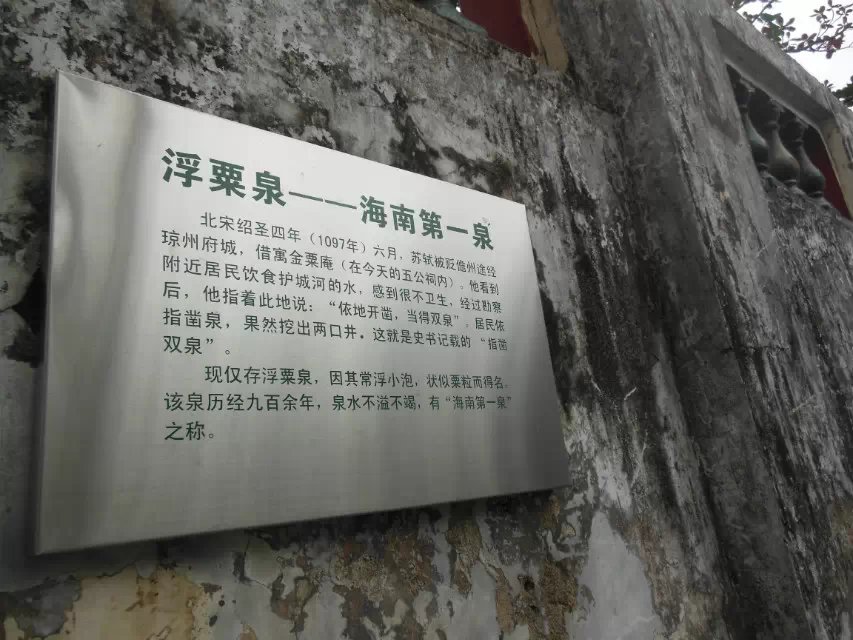 浮粟泉——海南第一泉
北宋绍圣四年（1097年）六月，苏轼被贬儋州途经
琼州府城，借寓金粟庵（在今天的五公祠内）。他看到
附近居民饮食护城河的水，感到很不卫生，经过勘察
后，他指着此地说：“依地开凿，当得双泉”。居民依
指凿泉，果然挖出两口井。这就是史书记载的“指凿
双泉”。
现仅存浮粟泉，因其常浮小泡，状似粟粒而得名。
该泉历经九百余年，泉水不溢不竭，有“海南第一泉”
之称。